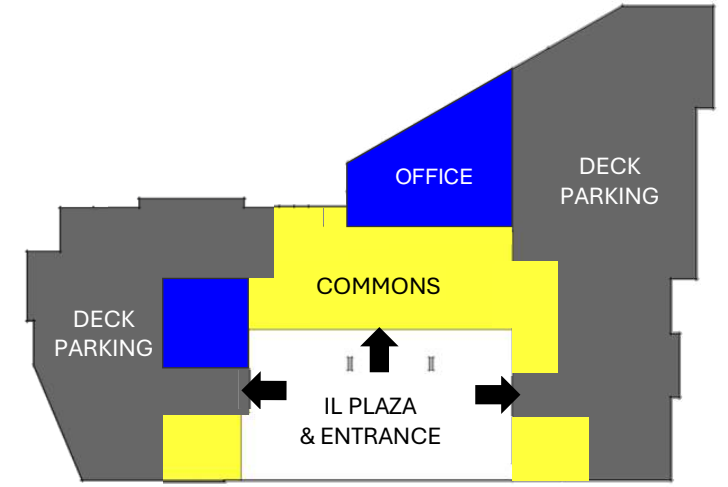 OFFICE
DECK
PARKING
COMMONS
DECK
PARKING
IL PLAZA
& ENTRANCE